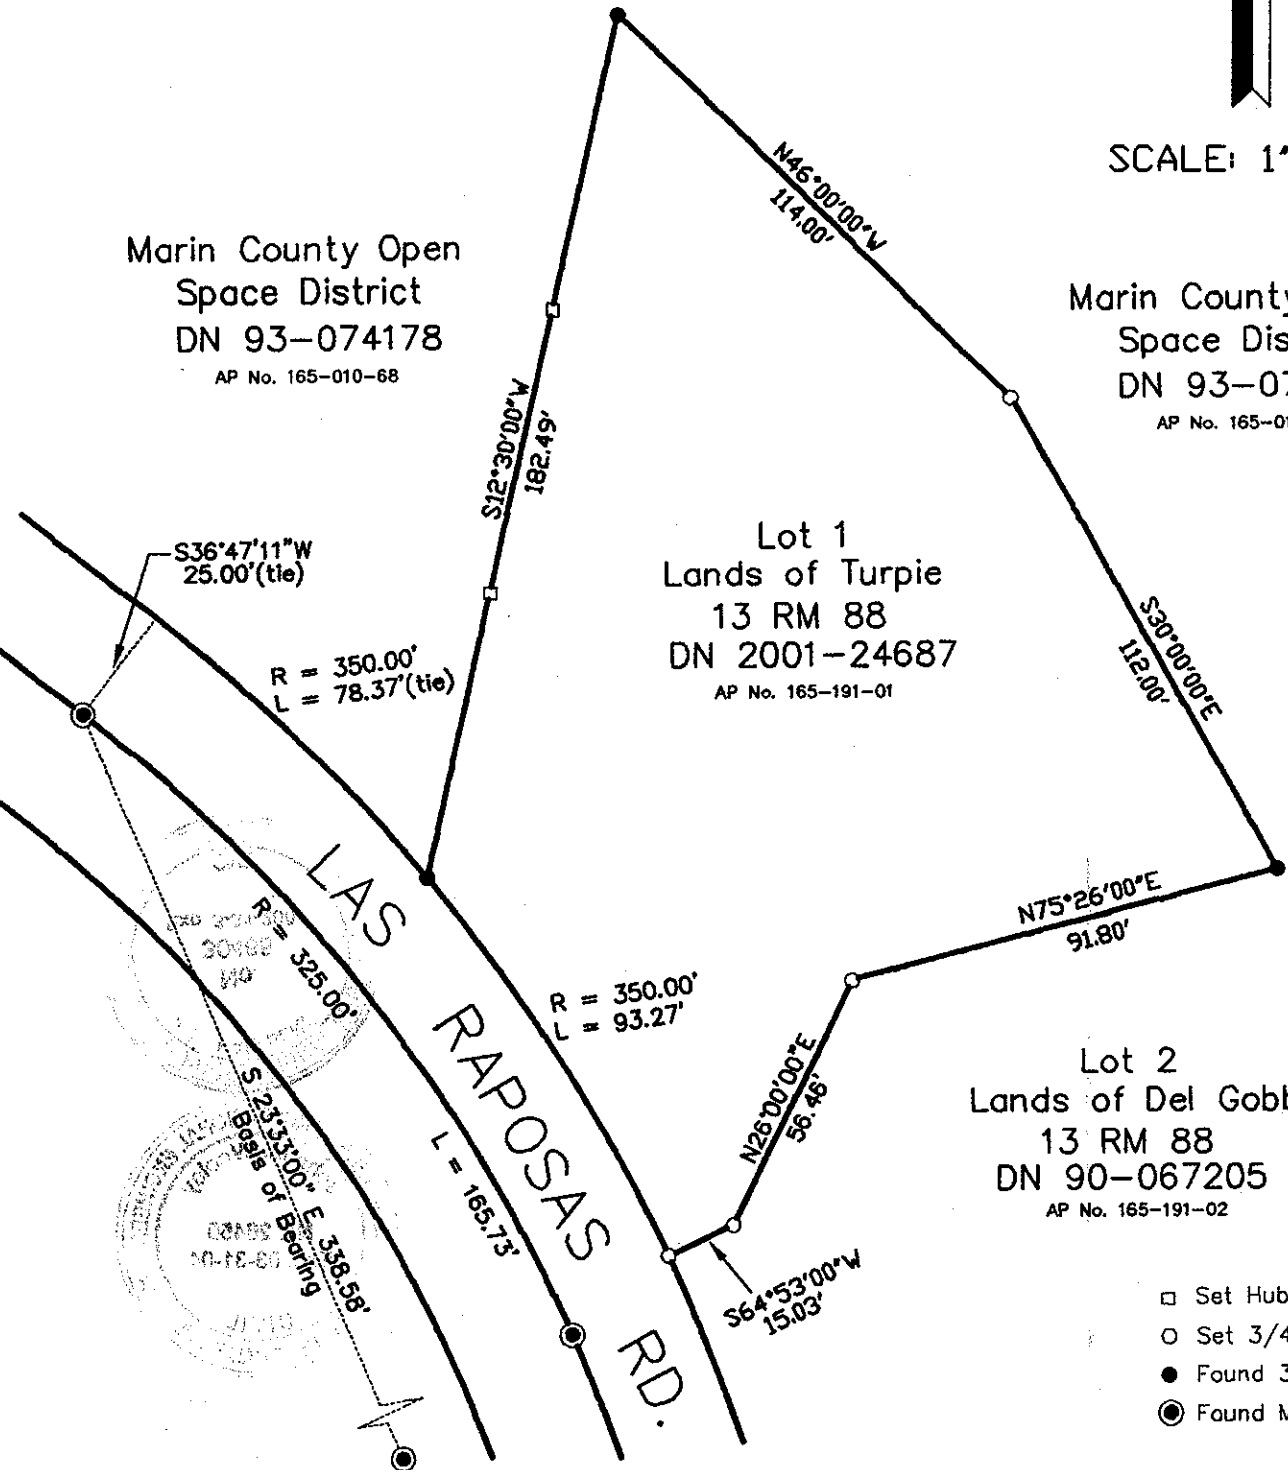 SCALE: 1"
N46°00'00"W
114.00'
Marin County Open
Space District
DN 93-074178
AP No. 165-010-68
Marin County
Space Dis
DN 93-07
AP No. 165-01
S12°30'00"W
182.49'
S36°47'11"W
25.00'(tie)
Lot 1
Lands of Turpie
13 RM 88
DN 2001-24687
AP No. 165-191-01
S30°00'00"E
112.00'
R = 350.00'
L = 78.37'(tie)
N75°26'00"E
91.80'
LAS RAPOSAS RD.
R = 325.00'
L = 165.73'
R = 350.00'
L = 93.27'
N26°00'00"E
56.46'
S 23°33'00" E 338.58'
Basis of Bearing
S64°53'00"W
15.03'
Lot 2
Lands of Del Gobb
13 RM 88
DN 90-067205
AP No. 165-191-02
Set Hub
Set 3/4
Found 3
Found M